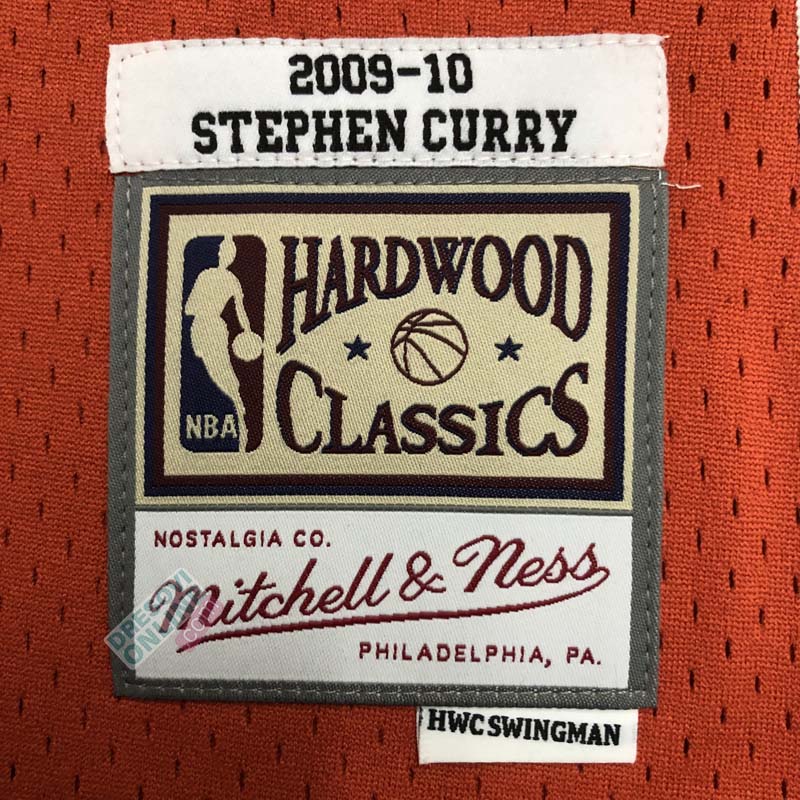 2009-10
STEPHEN CURRY
HARDWOOD
CLASSICS
NBA
NOSTALGIA CO.
Mitchell & Ness
PHILADELPHIA, PA.
HWC SWINGMAN